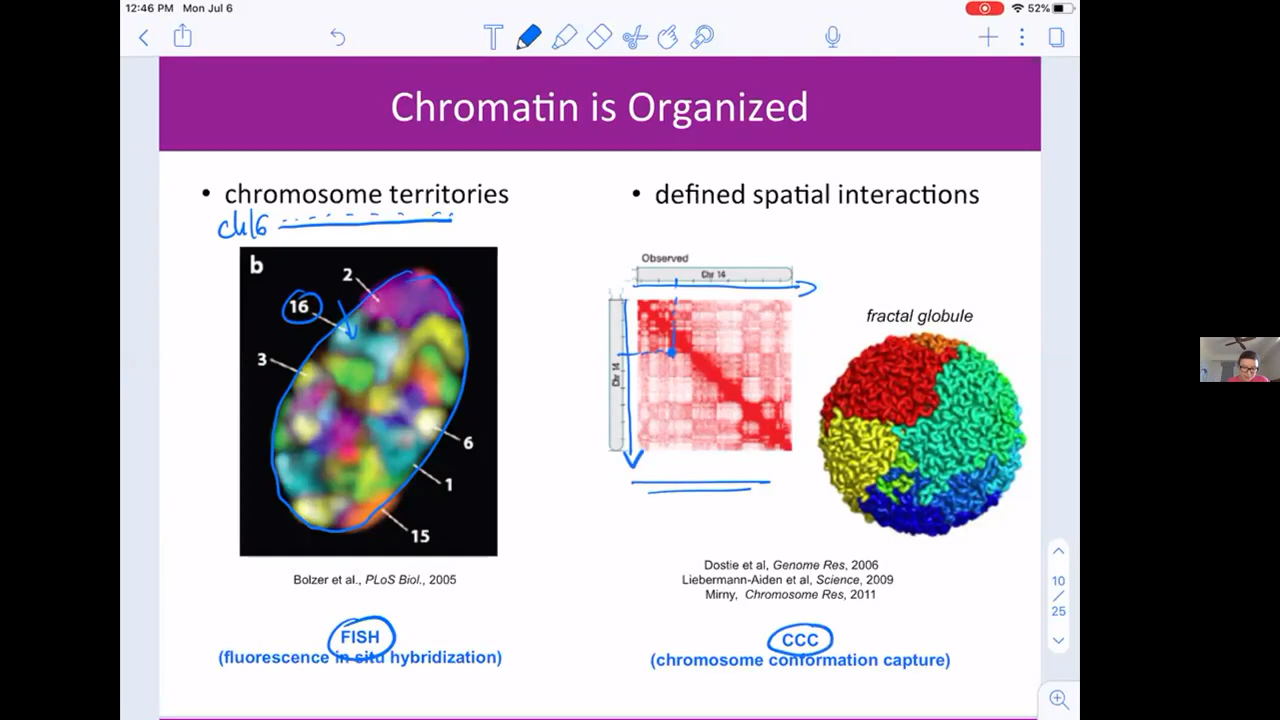 12:46 PM Mon Jul 6
52%
Chromatin is Organized
• chromosome territories
ch16
b
2
16
3
6
1
15
Bolzer et al., PLoS Biol., 2005
FISH
(fluorescence in situ hybridization)
• defined spatial interactions
Observed
Chr 14
Chr 14
fractal globule
Dostie et al, Genome Res, 2006
Liebermann-Aiden et al, Science, 2009
Mirny, Chromosome Res, 2011
CCC
(chromosome conformation capture)
10
/
25